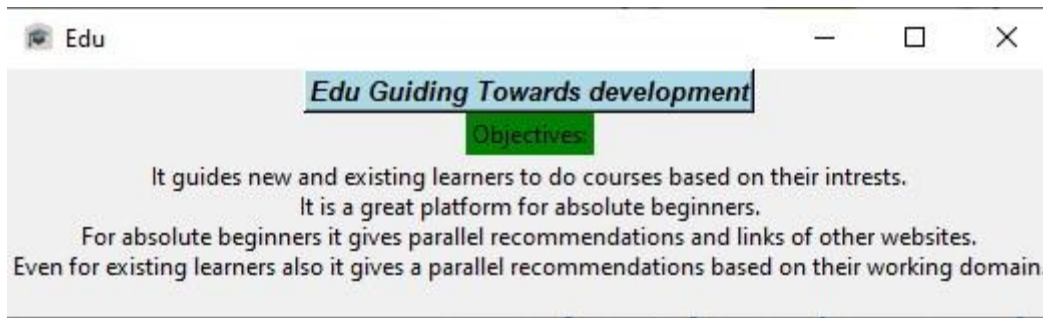 Edu
Edu Guiding Towards development
Objectives:
It guides new and existing learners to do courses based on their intrests.
It is a great platform for absolute beginners.
For absolute beginners it gives parallel recommendations and links of other websites.
Even for existing learners also it gives a parallel recommendations based on their working domain.